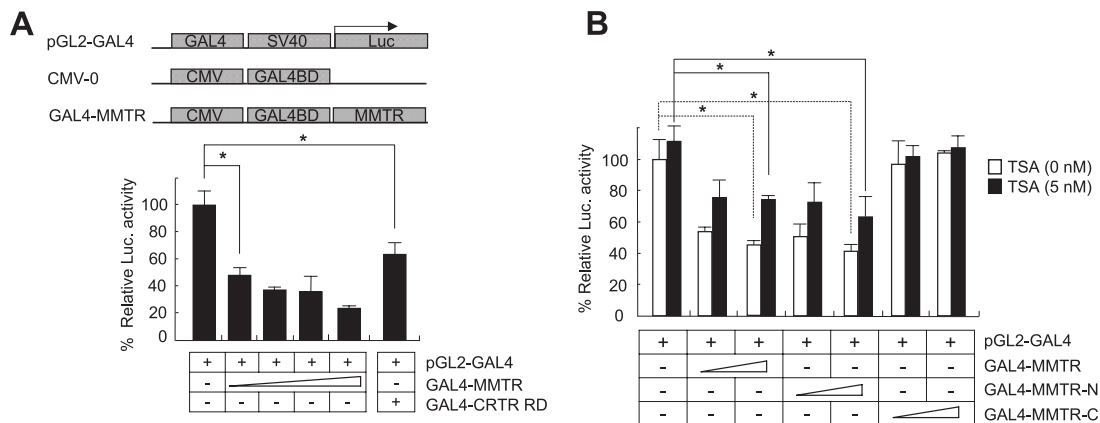 A
pGL2-GAL4
GAL4 SV40 Luc
CMV-0
CMV GAL4BD
GAL4-MMTR
CMV GAL4BD MMTR
*
*
% Relative Luc. activity
100
80
60
40
20
0
+ + + + + + pGL2-GAL4
- - GAL4-MMTR
- - - - - + GAL4-CRTR RD
B
*
*
*
*
% Relative Luc. activity
120
100
80
60
40
20
0
TSA (0 nM)
TSA (5 nM)
+ + + + + + + pGL2-GAL4
- - - - - GAL4-MMTR
- - - - - GAL4-MMTR-N
- - - - - GAL4-MMTR-C